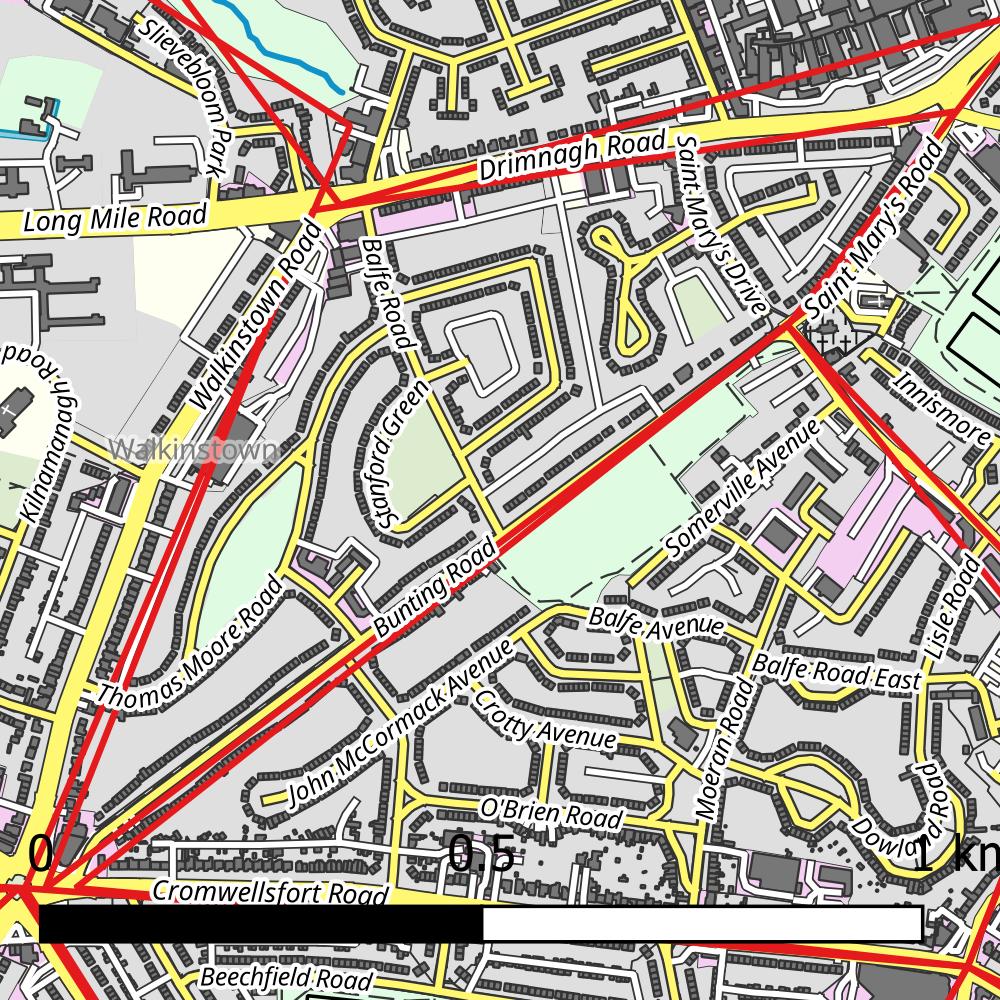 Slievebloom Park
Drimnagh Road
Long Mile Road
Saint Mary's Drive
Saint Mary's Road
Balfe Road
Walkinstown Road
Kilnamanagh Road
Stanford Green
Innismore
Walkinstown
Somerville Avenue
Bunting Road
Thomas Moore Road
Balfe Avenue
Lisle Road
Balfe Road East
John McCormack Avenue
Crotty Avenue
Moeran Road
O'Brien Road
Dowland Road
0
0.5
1 km
Cromwellsfort Road
Beechfield Road